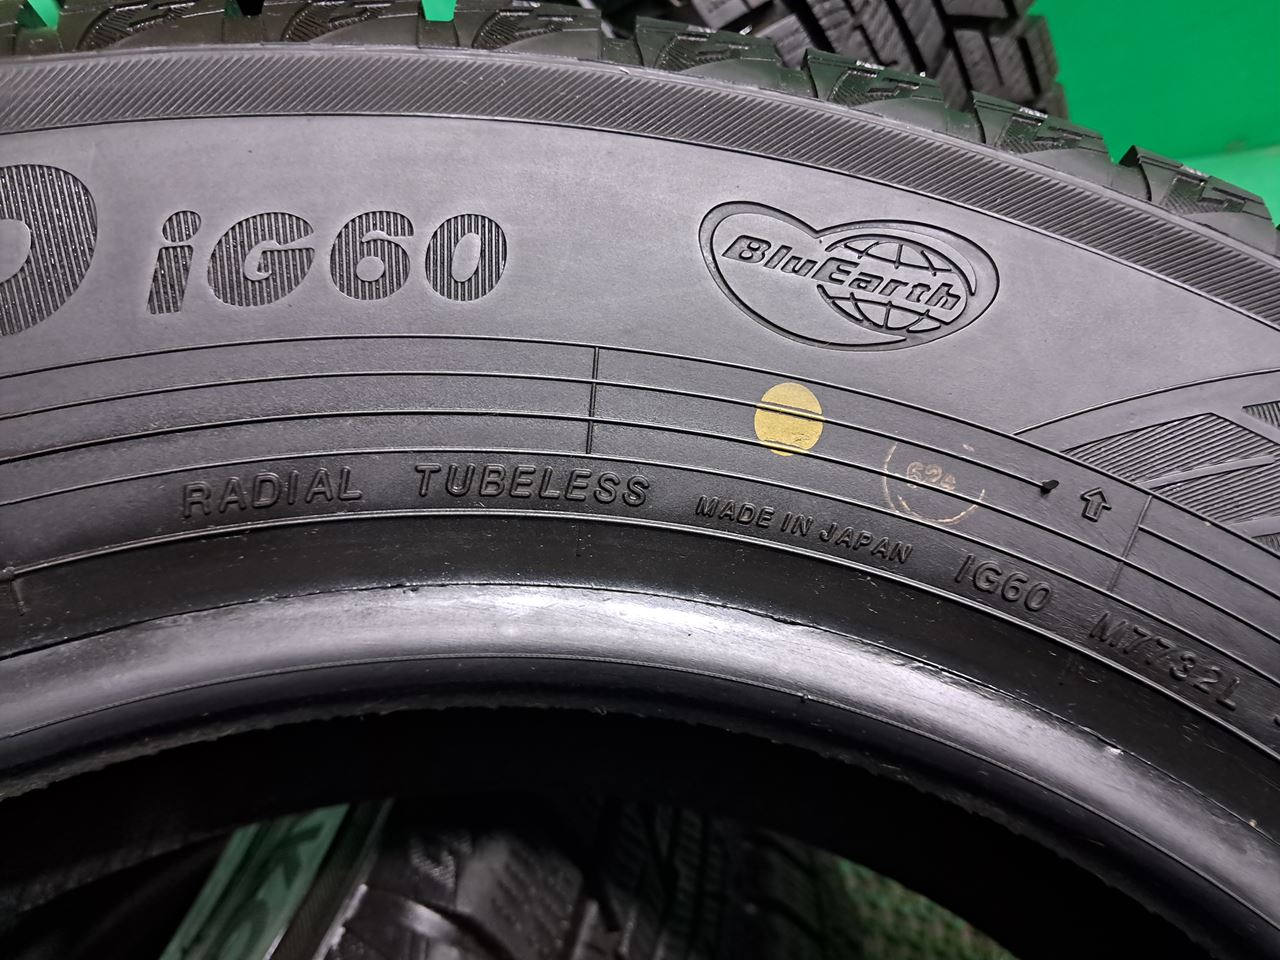 iG60
BluEarth
RADIAL TUBELESS MADE IN JAPAN IG60 M7732L